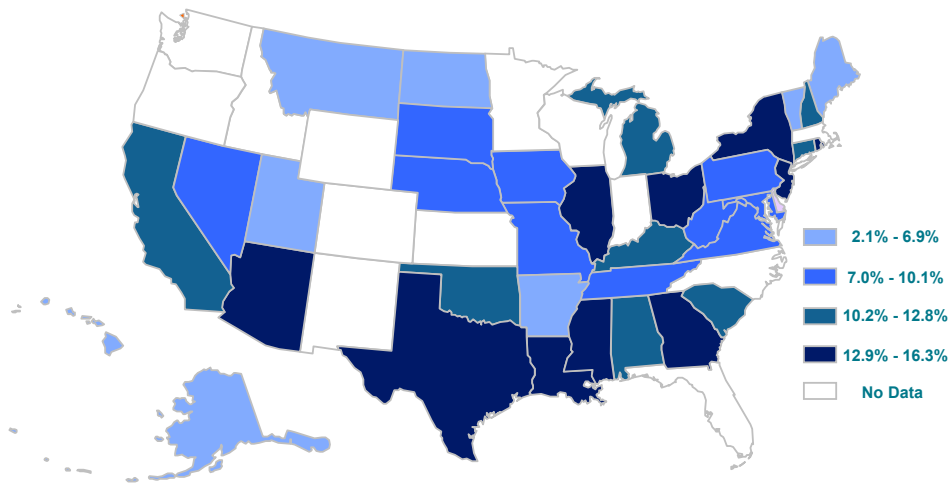 2.1% - 6.9%
7.0% - 10.1%
10.2% - 12.8%
12.9% - 16.3%
No Data